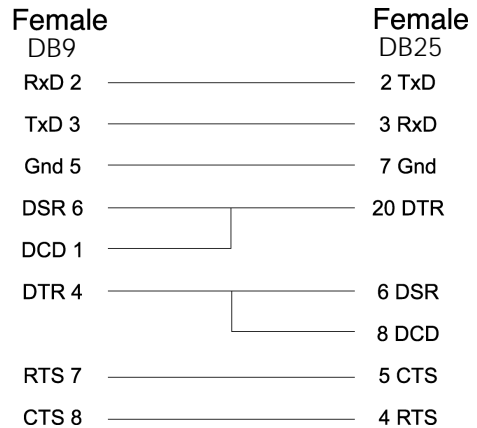 Female Female
DB9 DB25
RxD 2 2 TxD
TxD 3 3 RxD
Gnd 5 7 Gnd
DSR 6 20 DTR
DCD 1
DTR 4 6 DSR
8 DCD
RTS 7 5 CTS
CTS 8 4 RTS